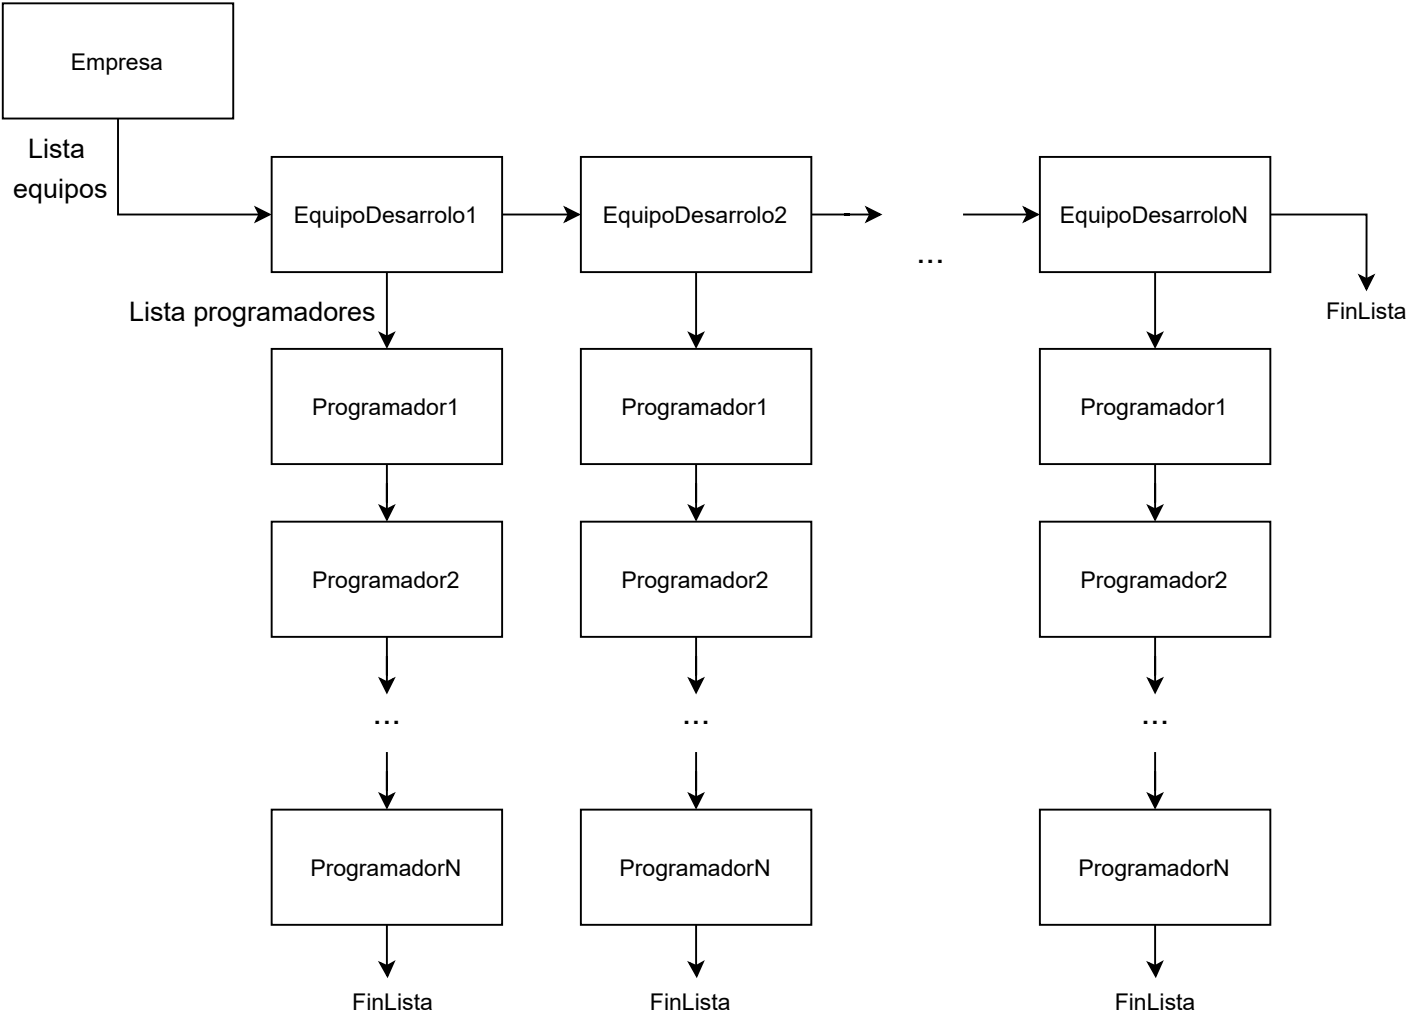 Empresa
Lista
equipos
EquipoDesarrolo1
EquipoDesarrolo2
...
EquipoDesarroloN
FinLista
Lista programadores
Programador1
Programador1
Programador1
Programador2
Programador2
Programador2
...
...
...
ProgramadorN
ProgramadorN
ProgramadorN
FinLista
FinLista
FinLista